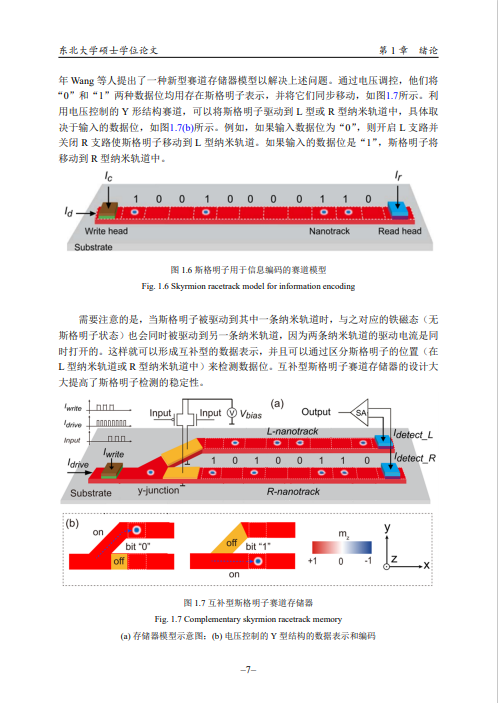 东北大学硕士学位论文 第 1 章 绪论
年 Wang 等人提出了一种新型赛道存储器模型以解决上述问题。通过电压调控，他们将
“0”和“1”两种数据位均用存在斯格明子表示，并将它们同步移动，如图1.7所示。利
用电压控制的 Y 形结构赛道，可以将斯格明子驱动到 L 型或 R 型纳米轨道中，具体取
决于输入的数据位，如图1.7(b)所示。例如，如果输入数据位为“0”，则开启 L 支路并
关闭 R 支路使斯格明子移动到 L 型纳米轨道。如果输入的数据位是“1”，斯格明子将
移动到 R 型纳米轨道中。
Ic Ir
1 0 0 1 0 0 0 0 1 1 0
Id
Write head Nanotrack Read head
Substrate
图 1.6 斯格明子用于信息编码的赛道模型
Fig. 1.6 Skyrmion racetrack model for information encoding
需要注意的是，当斯格明子被驱动到其中一条纳米轨道时，与之对应的铁磁态（无
斯格明子状态）也会同时被驱动到另一条纳米轨道，因为两条纳米轨道的驱动电流是同
时打开的。这样就可以形成互补型的数据表示，并且可以通过区分斯格明子的位置（在
L 型纳米轨道或 R 型纳米轨道中）来检测数据位。互补型斯格明子赛道存储器的设计大
大提高了斯格明子检测的稳定性。
(a)
Iwrite
Idrive
Input
Input Input V Vbias Output SA
L-nanotrack Idetect_L
Iwrite
Idrive
1 0 1 0 0 1 1 0 Idetect_R
Substrate y-junction R-nanotrack
(b)
on bit “0” off
off bit “1” on
mz
+1 0 -1
y z x
图 1.7 互补型斯格明子赛道存储器
Fig. 1.7 Complementary skyrmion racetrack memory
(a) 存储器模型示意图；(b) 电压控制的 Y 型结构的数据表示和编码
–7–